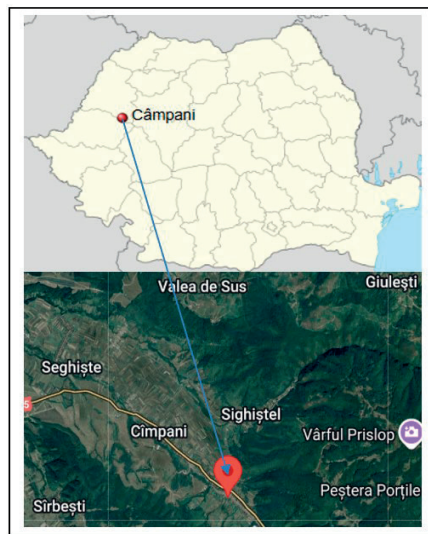 Câmpani
Valea de Sus
Giulești
Seghiște
Sighiștel
Cîmpani
Vârful Prislop
Peștera Porțile
Sîrbești